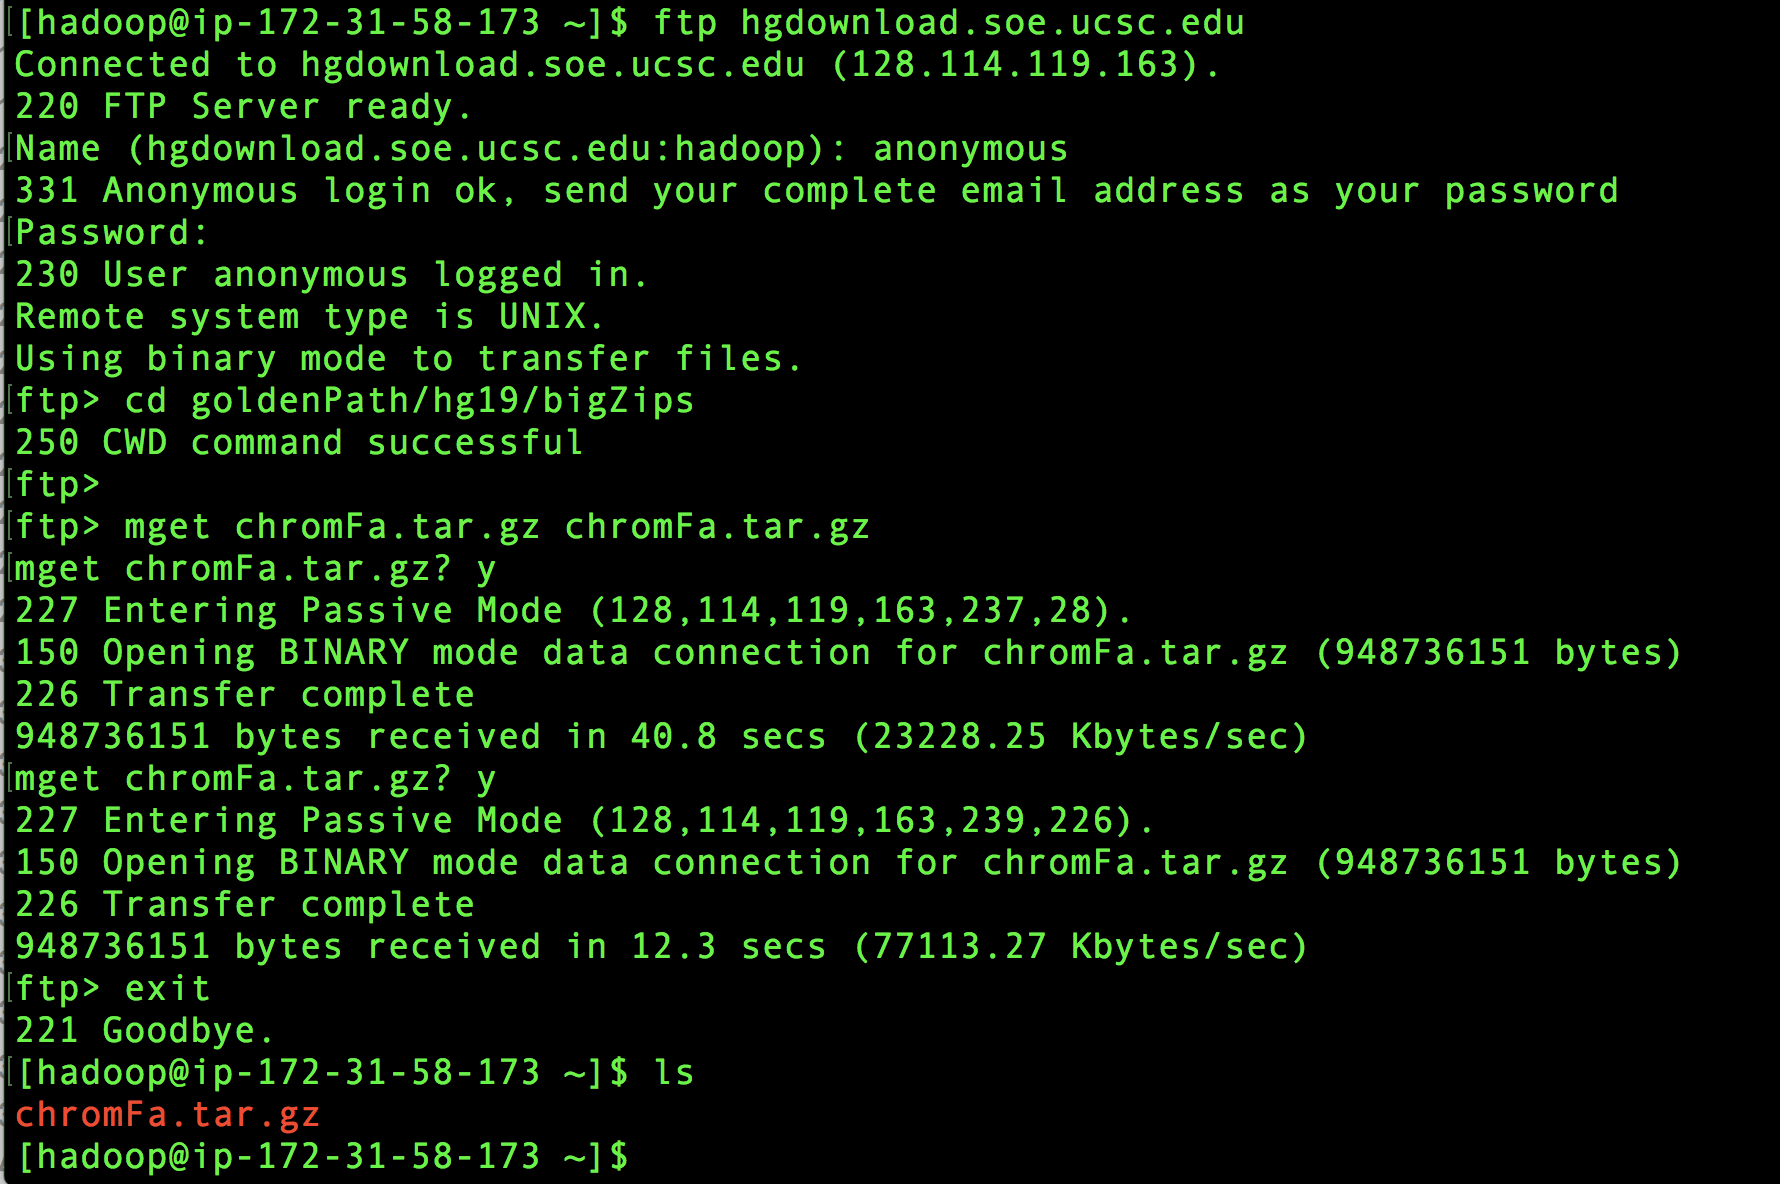 [hadoop@ip-172-31-58-173 ~]$ ftp hgdownload.soe.ucsc.edu
Connected to hgdownload.soe.ucsc.edu (128.114.119.163).
220 FTP Server ready.
Name (hgdownload.soe.ucsc.edu:hadoop): anonymous
331 Anonymous login ok, send your complete email address as your password
Password:
230 User anonymous logged in.
Remote system type is UNIX.
Using binary mode to transfer files.
ftp> cd goldenPath/hg19/bigZips
250 CWD command successful
ftp>
ftp> mget chromFa.tar.gz chromFa.tar.gz
mget chromFa.tar.gz? y
227 Entering Passive Mode (128,114,119,163,237,28).
150 Opening BINARY mode data connection for chromFa.tar.gz (948736151 bytes)
226 Transfer complete
948736151 bytes received in 40.8 secs (23228.25 Kbytes/sec)
mget chromFa.tar.gz? y
227 Entering Passive Mode (128,114,119,163,239,226).
150 Opening BINARY mode data connection for chromFa.tar.gz (948736151 bytes)
226 Transfer complete
948736151 bytes received in 12.3 secs (77113.27 Kbytes/sec)
ftp> exit
221 Goodbye.
[hadoop@ip-172-31-58-173 ~]$ ls
chromFa.tar.gz
[hadoop@ip-172-31-58-173 ~]$